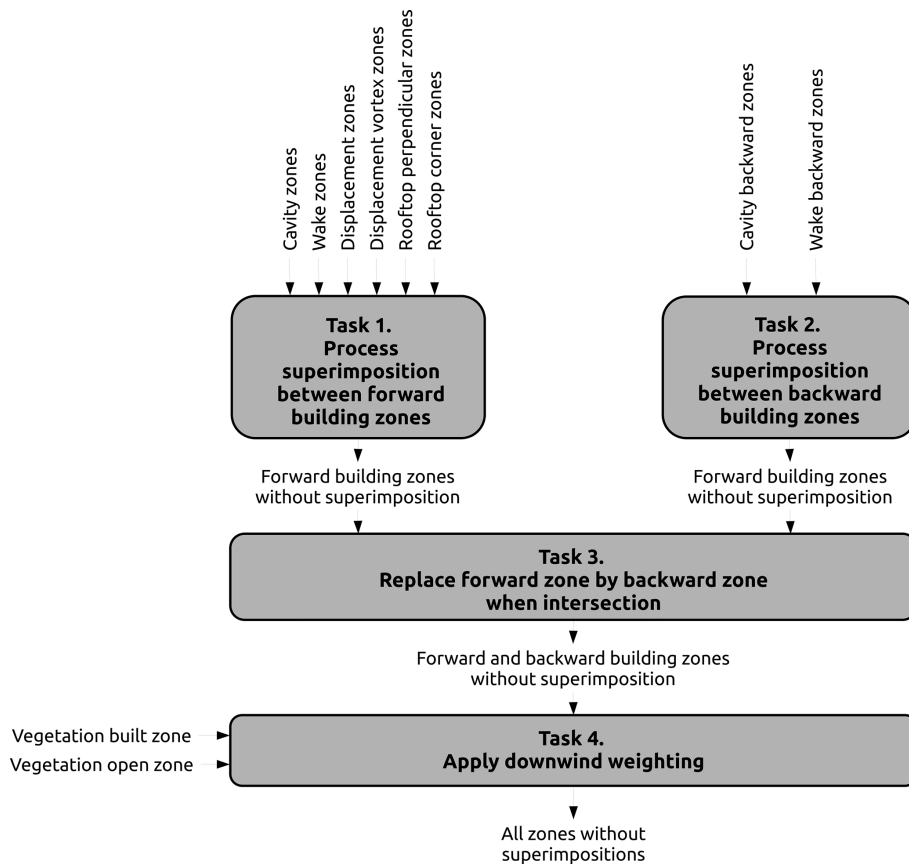 Cavity zones
Wake zones
Displacement zones
Displacement vortex zones
Rooftop perpendicular zones
Rooftop corner zones
Cavity backward zones
Wake backward zones
Task 1.
Process
superimposition
between forward
building zones
Task 2.
Process
superimposition
between backward
building zones
Forward building zones
without superimposition
Forward building zones
without superimposition
Task 3.
Replace forward zone by backward zone
when intersection
Forward and backward building zones
without superimposition
Vegetation built zone
Vegetation open zone
Task 4.
Apply downwind weighting
All zones without
superimpositions